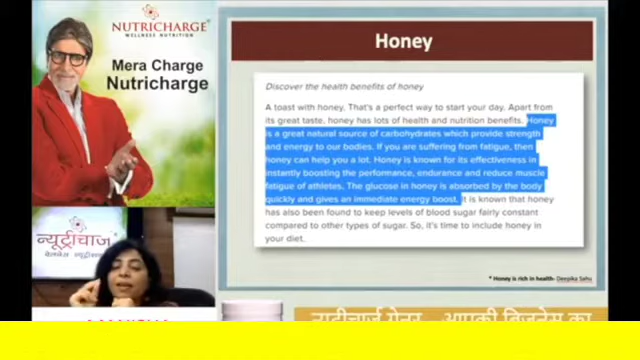 NUTRICHARGE
WELLNESS NUTRITION
Mera Charge
Nutricharge
न्यूट्रीचार्ज
Honey
Discover the health benefits of honey
A toast with honey. That's a perfect way to start your day. Apart from
its great taste, honey has lots of health and nutrition benefits. Honey
is a great natural source of carbohydrates which provide strength
and energy to our bodies. If you are suffering from fatigue, then
honey can help you a lot. Honey is known for its effectiveness in
instantly boosting the performance, endurance and reduce muscle
fatigue of athletes. The glucose in honey is absorbed by the body
quickly and gives an immediate energy boost. It is known that honey
has also been found to keep levels of blood sugar fairly constant
compared to other types of sugar. So, it's time to include honey in
your diet.
* Honey is rich in health- Deepika Sahu